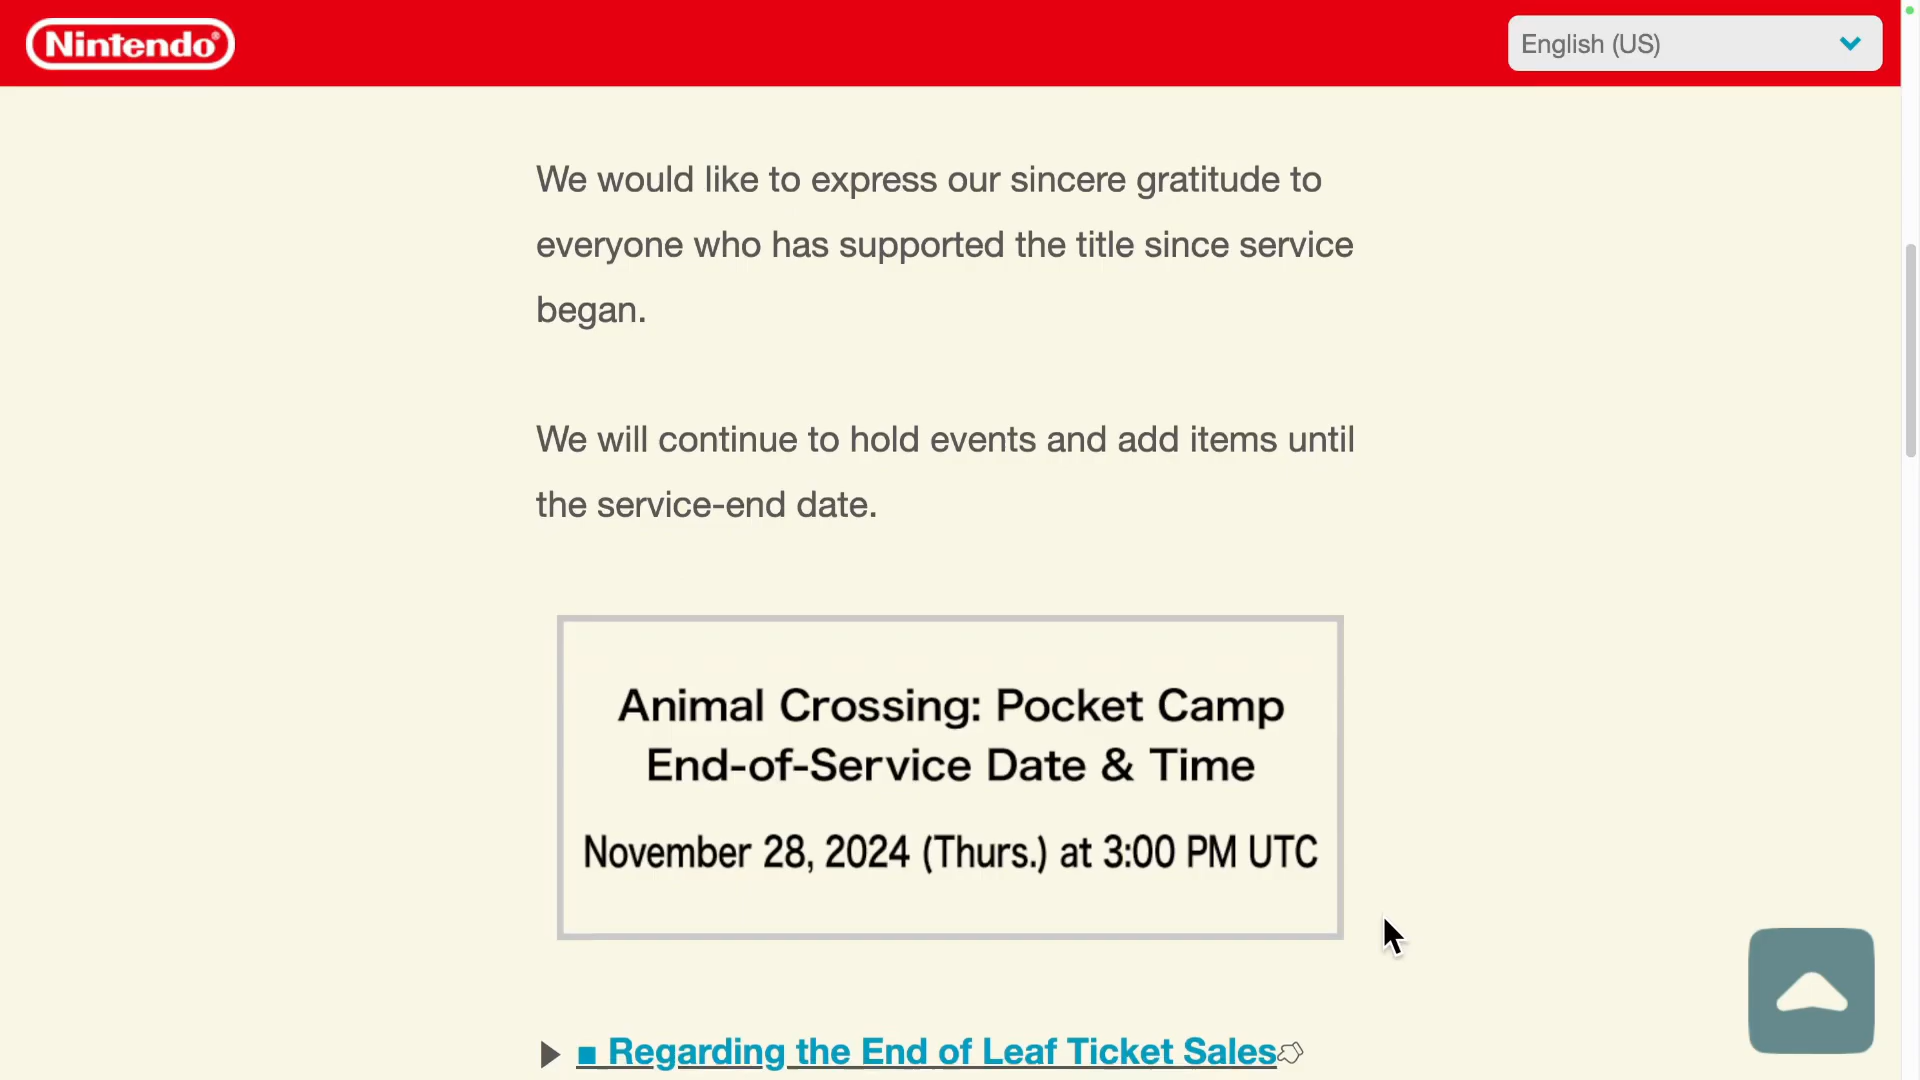 Nintendo®
English (US)
We would like to express our sincere gratitude to
everyone who has supported the title since service
began.
We will continue to hold events and add items until
the service-end date.
Animal Crossing: Pocket Camp
End-of-Service Date & Time
November 28, 2024 (Thurs.) at 3:00 PM UTC
▶ ■ Regarding the End of Leaf Ticket Sales